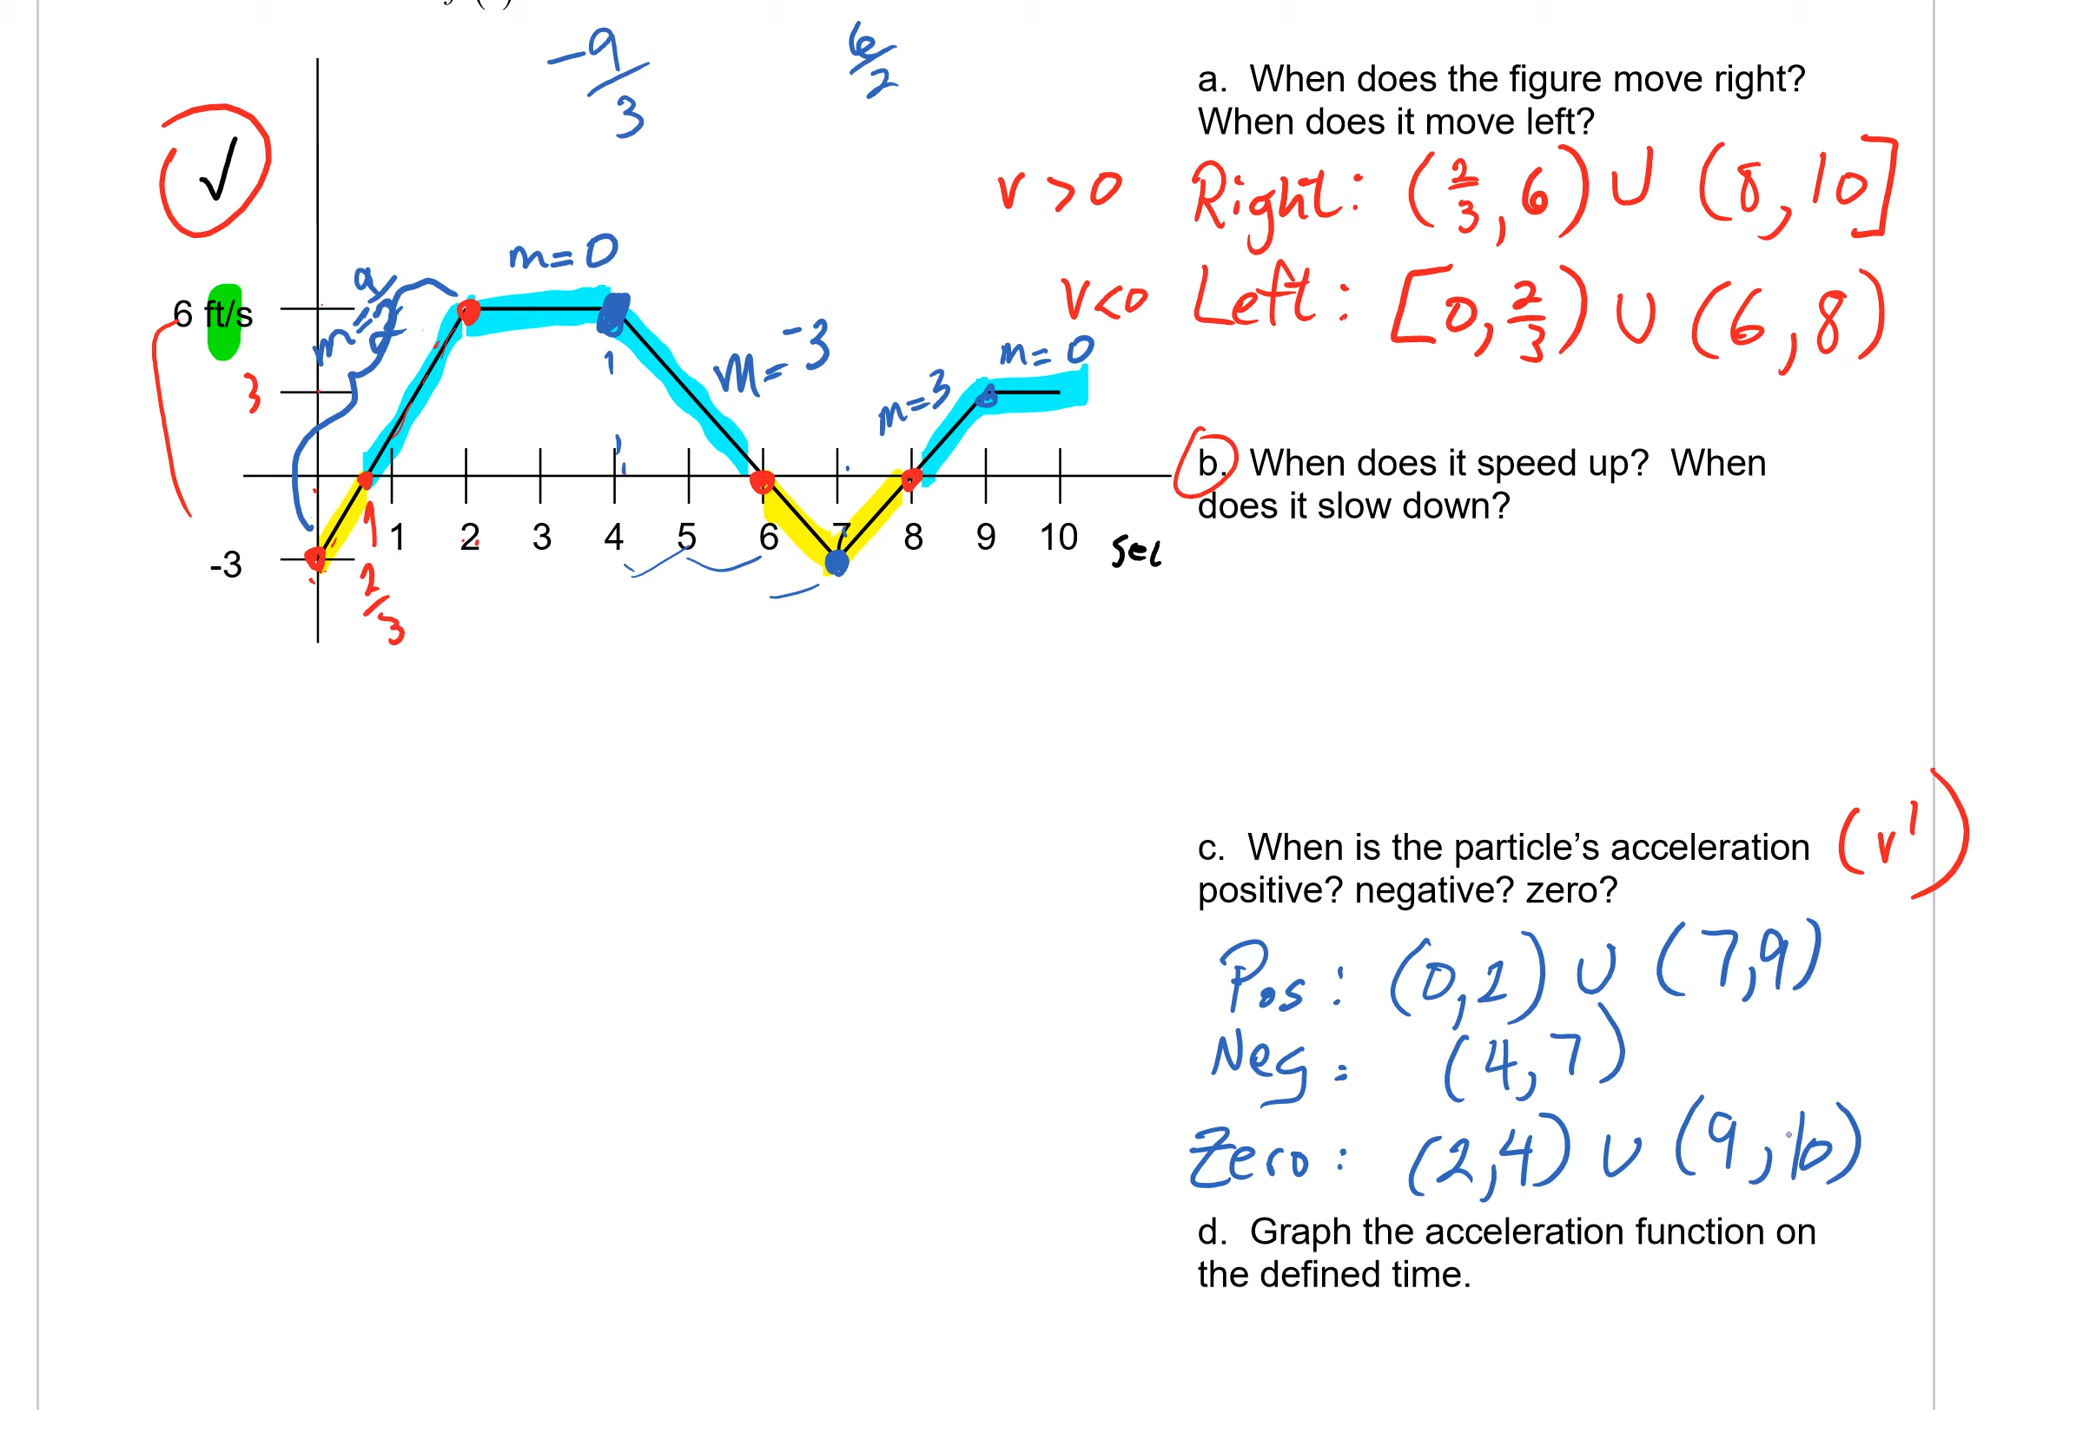 -9/3
6/2
a. When does the figure move right?
When does it move left?
v > 0 Right: (2/3, 6) ∪ (8, 10]
v < 0 Left: [0, 2/3) ∪ (6, 8)
√
m = 0
m = 9/2
6 ft/s
m = -3
m = 0
3
m = 3
b. When does it speed up? When
does it slow down?
1 2 3 4 5 6 7 8 9 10 sec
-3
2/3
c. When is the particle’s acceleration (v')
positive? negative? zero?
Pos: (0,2) ∪ (7,9)
Neg: (4,7)
Zero: (2,4) ∪ (9,10)
d. Graph the acceleration function on
the defined time.